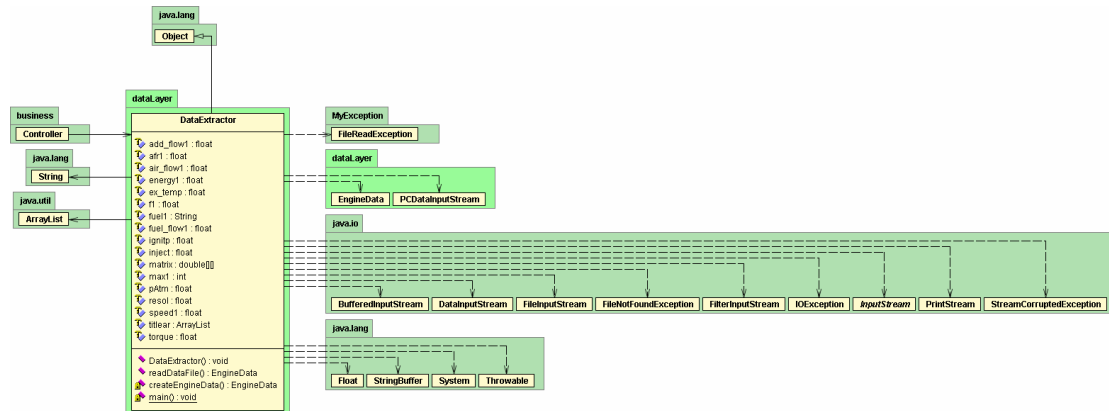 java.lang
Object
dataLayer
business
Controller
java.lang
String
java.util
ArrayList
DataExtractor
add_flow1 : float
afr1 : float
air_flow1 : float
energy1 : float
ex_temp : float
f1 : float
fuel1 : String
fuel_flow1 : float
ignitp : float
inject : float
matrix : double[][]
max1 : int
pAtm : float
resol : float
speed1 : float
titlear : ArrayList
torque : float
DataExtractor() : void
readDataFile() : EngineData
createEngineData() : EngineData
main() : void
MyException
FileReadException
dataLayer
EngineData PCDataInputStream
java.io
BufferedInputStream DataInputStream FileInputStream FileNotFoundException FilterInputStream IOException InputStream PrintStream StreamCorruptedException
java.lang
Float StringBuffer System Throwable